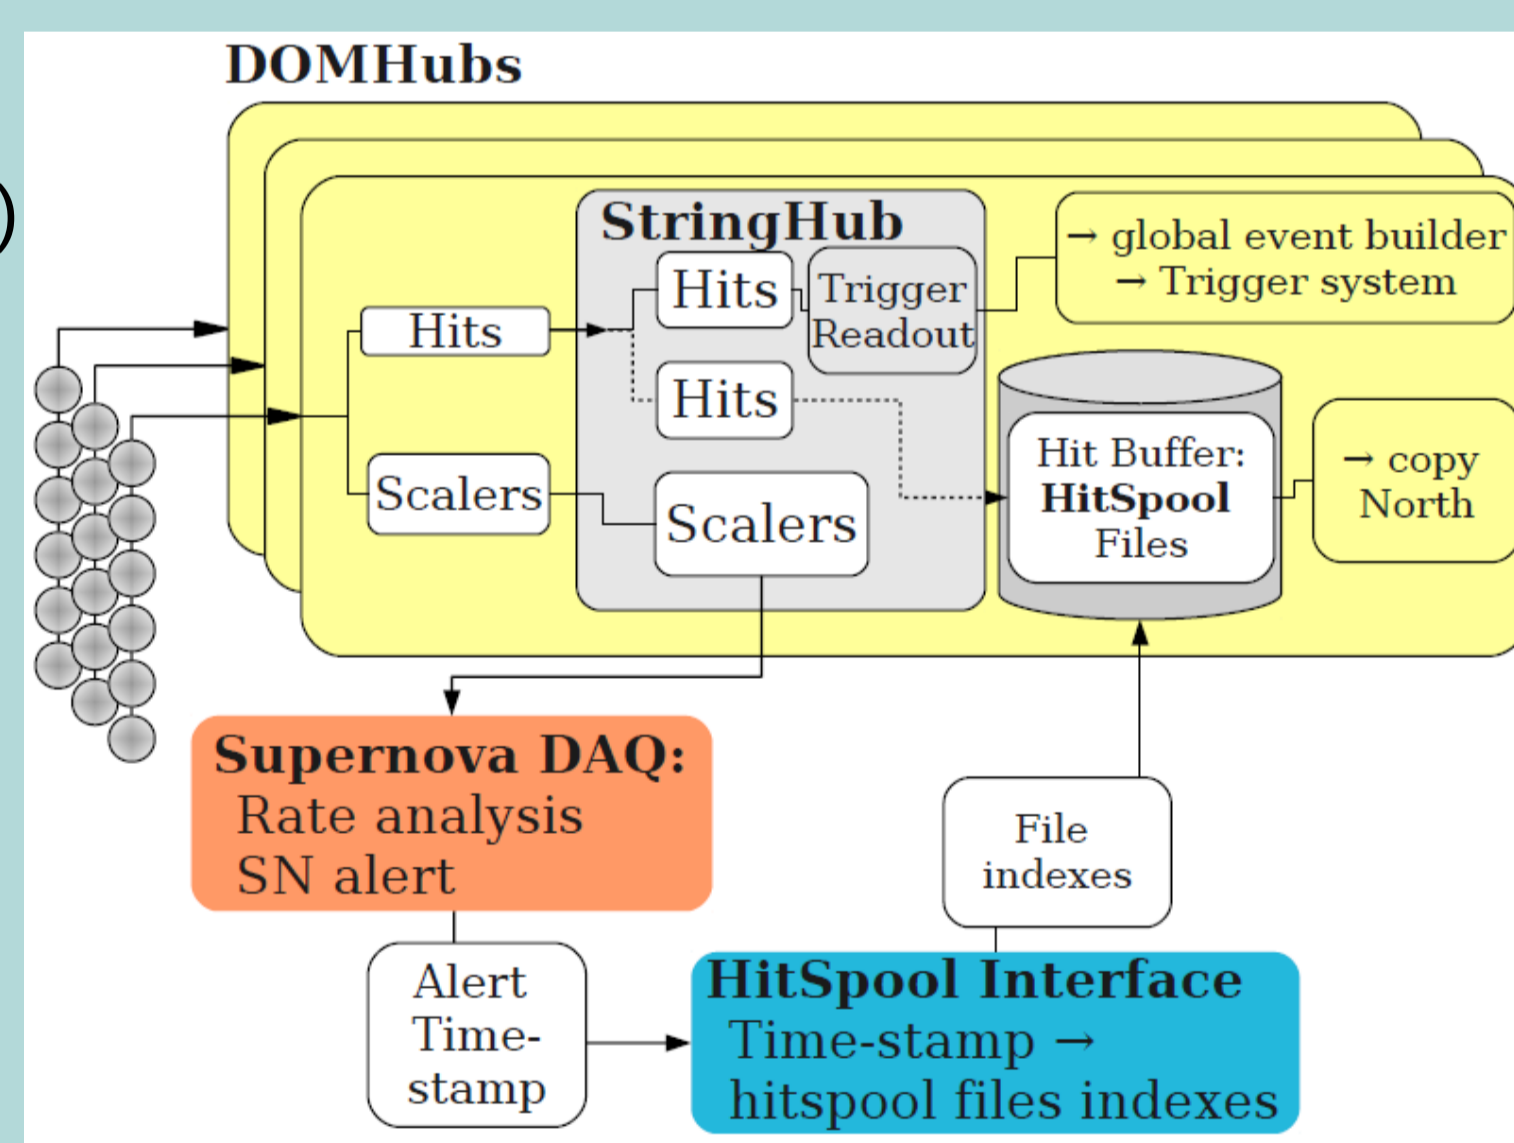 DOMHubs
)
StringHub
→ global event builder
→ Trigger system
Hits
Hits
Trigger
Readout
Hits
Scalers
Scalers
Hit Buffer:
HitSpool
Files
→ copy
North
Supernova DAQ:
Rate analysis
SN alert
File
indexes
Alert
Time-
stamp
HitSpool Interface
Time-stamp →
hitspool files indexes